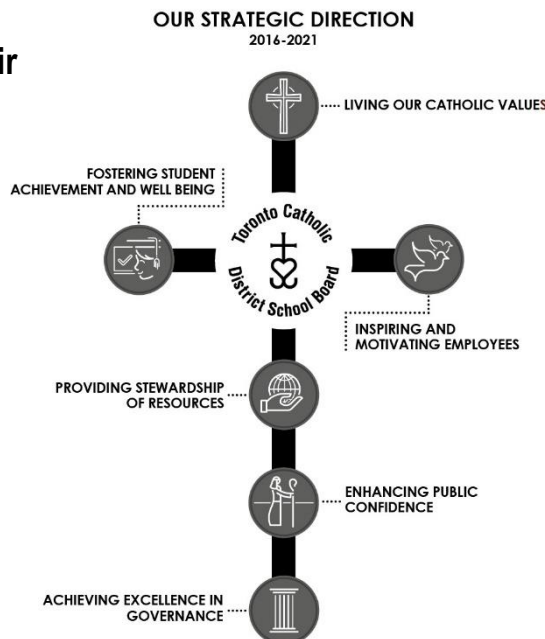 OUR STRATEGIC DIRECTION
2016-2021
ir
LIVING OUR CATHOLIC VALUES
FOSTERING STUDENT
ACHIEVEMENT AND WELL BEING
Toronto Catholic
District School Board
INSPIRING AND
MOTIVATING EMPLOYEES
PROVIDING STEWARDSHIP
OF RESOURCES
ENHANCING PUBLIC
CONFIDENCE
ACHIEVING EXCELLENCE IN
GOVERNANCE